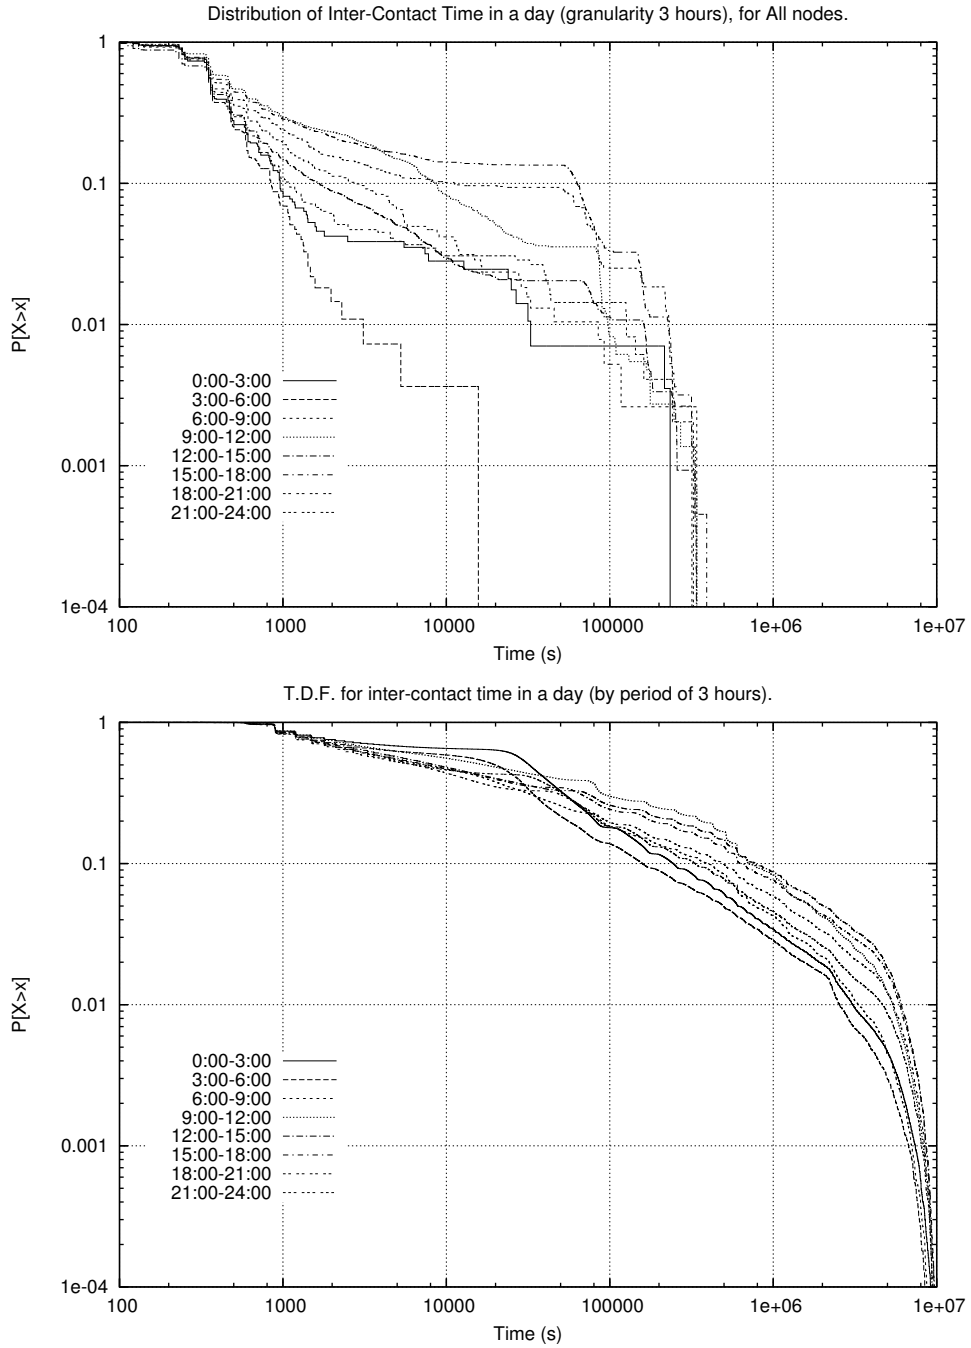 Distribution of Inter-Contact Time in a day (granularity 3 hours), for All nodes.
1
0.1
0.01
0.001
1e-04
P[X>x]
0:00-3:00
3:00-6:00
6:00-9:00
9:00-12:00
12:00-15:00
15:00-18:00
18:00-21:00
21:00-24:00
100 1000 10000 100000 1e+06 1e+07
Time (s)
T.D.F. for inter-contact time in a day (by period of 3 hours).
1
0.1
0.01
0.001
1e-04
P[X>x]
0:00-3:00
3:00-6:00
6:00-9:00
9:00-12:00
12:00-15:00
15:00-18:00
18:00-21:00
21:00-24:00
100 1000 10000 100000 1e+06 1e+07
Time (s)